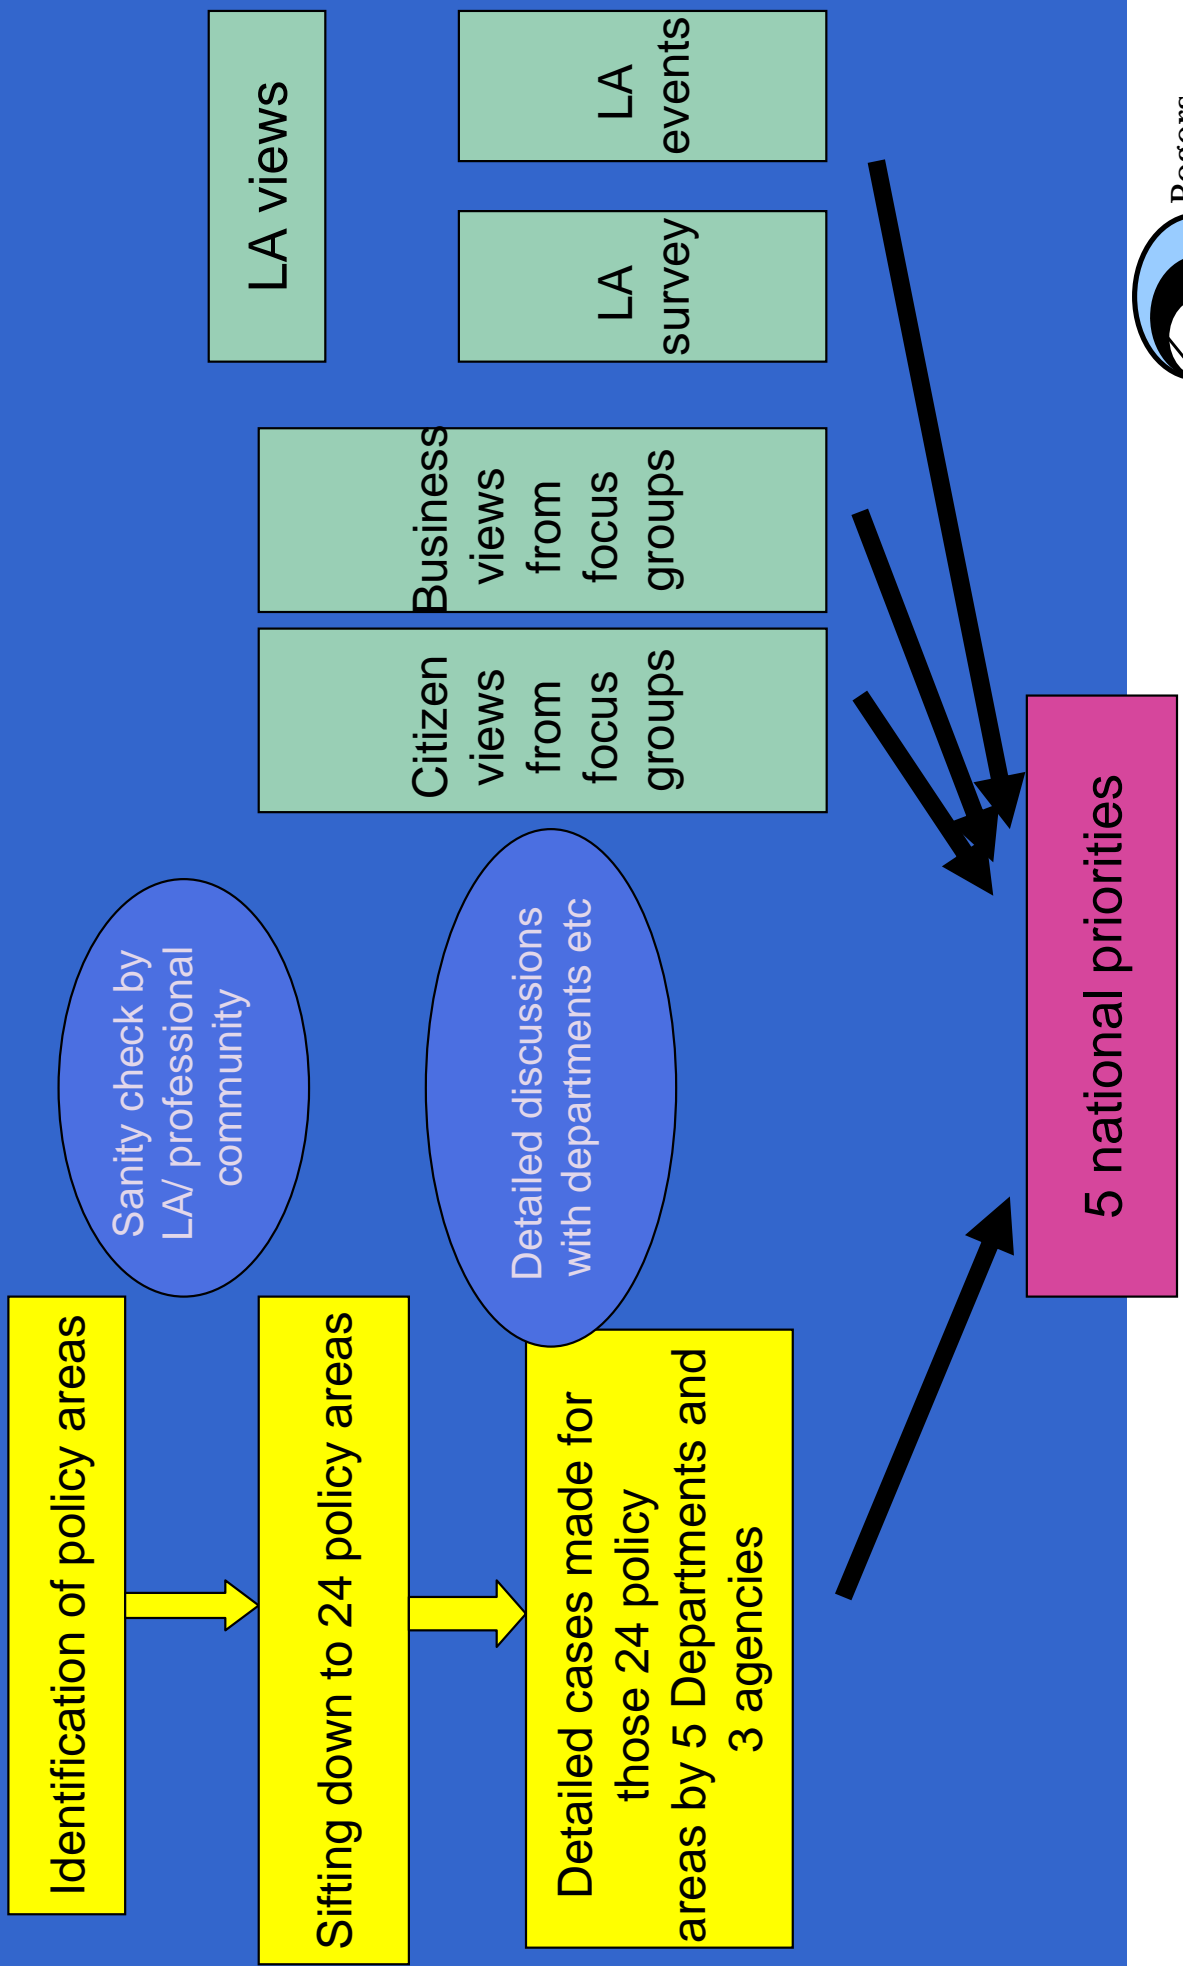 Identification of policy areas
Sifting down to 24 policy areas
Detailed cases made for
those 24 policy
areas by 5 Departments and
3 agencies
Sanity check by
LA/ professional
community
Detailed discussions
with departments etc
Citizen
views
from
focus
groups
Business
views
from
focus
groups
LA views
LA
survey
LA
events
5 national priorities
Rogers